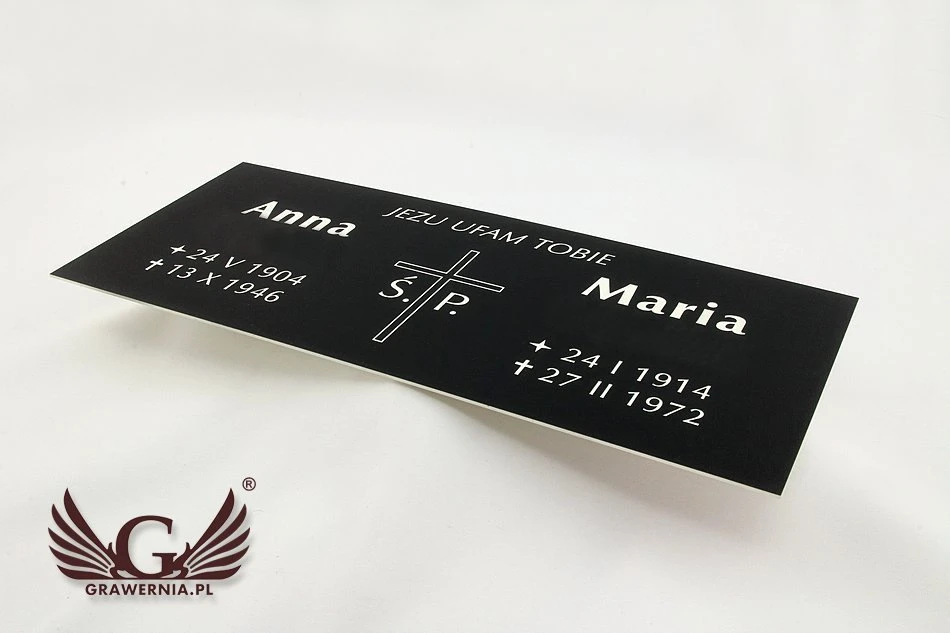 JEZU UFAM TOBIE
Anna
24 V 1904
13 X 1946
Ś. P.
Maria
24 I 1914
27 II 1972
G
®
GRAWERNIA.PL